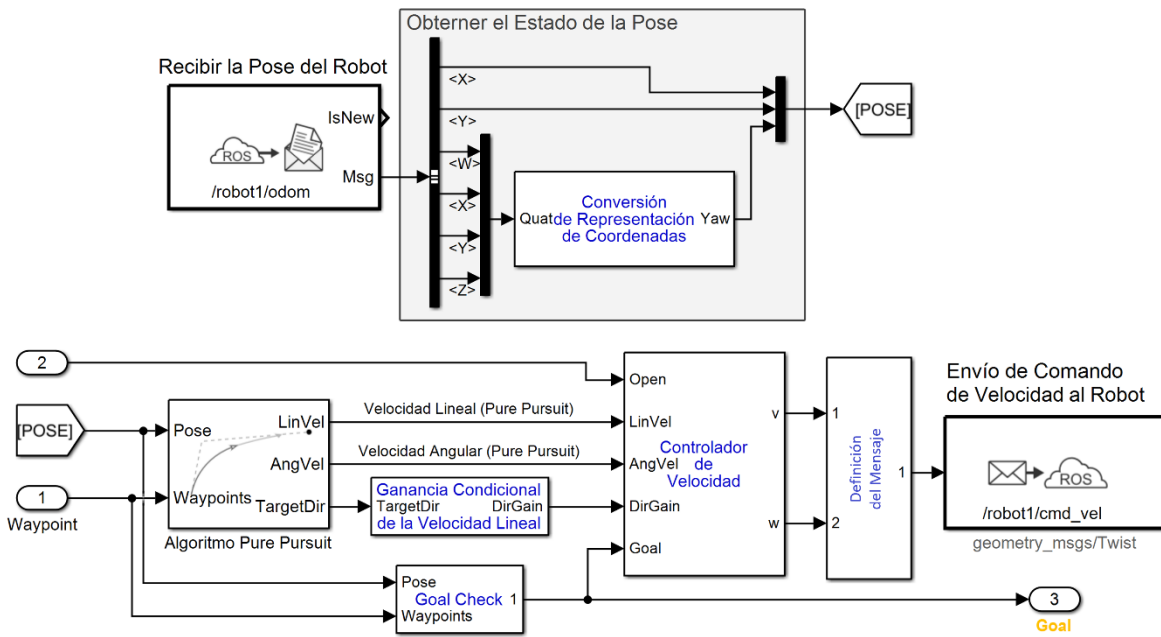 Obterner el Estado de la Pose
Recibir la Pose del Robot
IsNew
ROS
Msg
/robot1/odom
<X>
<Y>
<W>
<X>
<Y>
<Z>
Quat
Conversión
de Representación
de Coordenadas
Yaw
[POSE]
2
[POSE]
1
Waypoint
Pose
Waypoints
LinVel
AngVel
TargetDir
Algoritmo Pure Pursuit
Velocidad Lineal (Pure Pursuit)
Velocidad Angular (Pure Pursuit)
Ganancia Condicional
TargetDir DirGain
de la Velocidad Lineal
Pose
Goal Check 1
Waypoints
Open
LinVel
AngVel
DirGain
Goal
Controlador
de
Velocidad
v
w
1
2
Definición
del Mensaje
1
Envío de Comando
de Velocidad al Robot
ROS
/robot1/cmd_vel
geometry_msgs/Twist
3
Goal